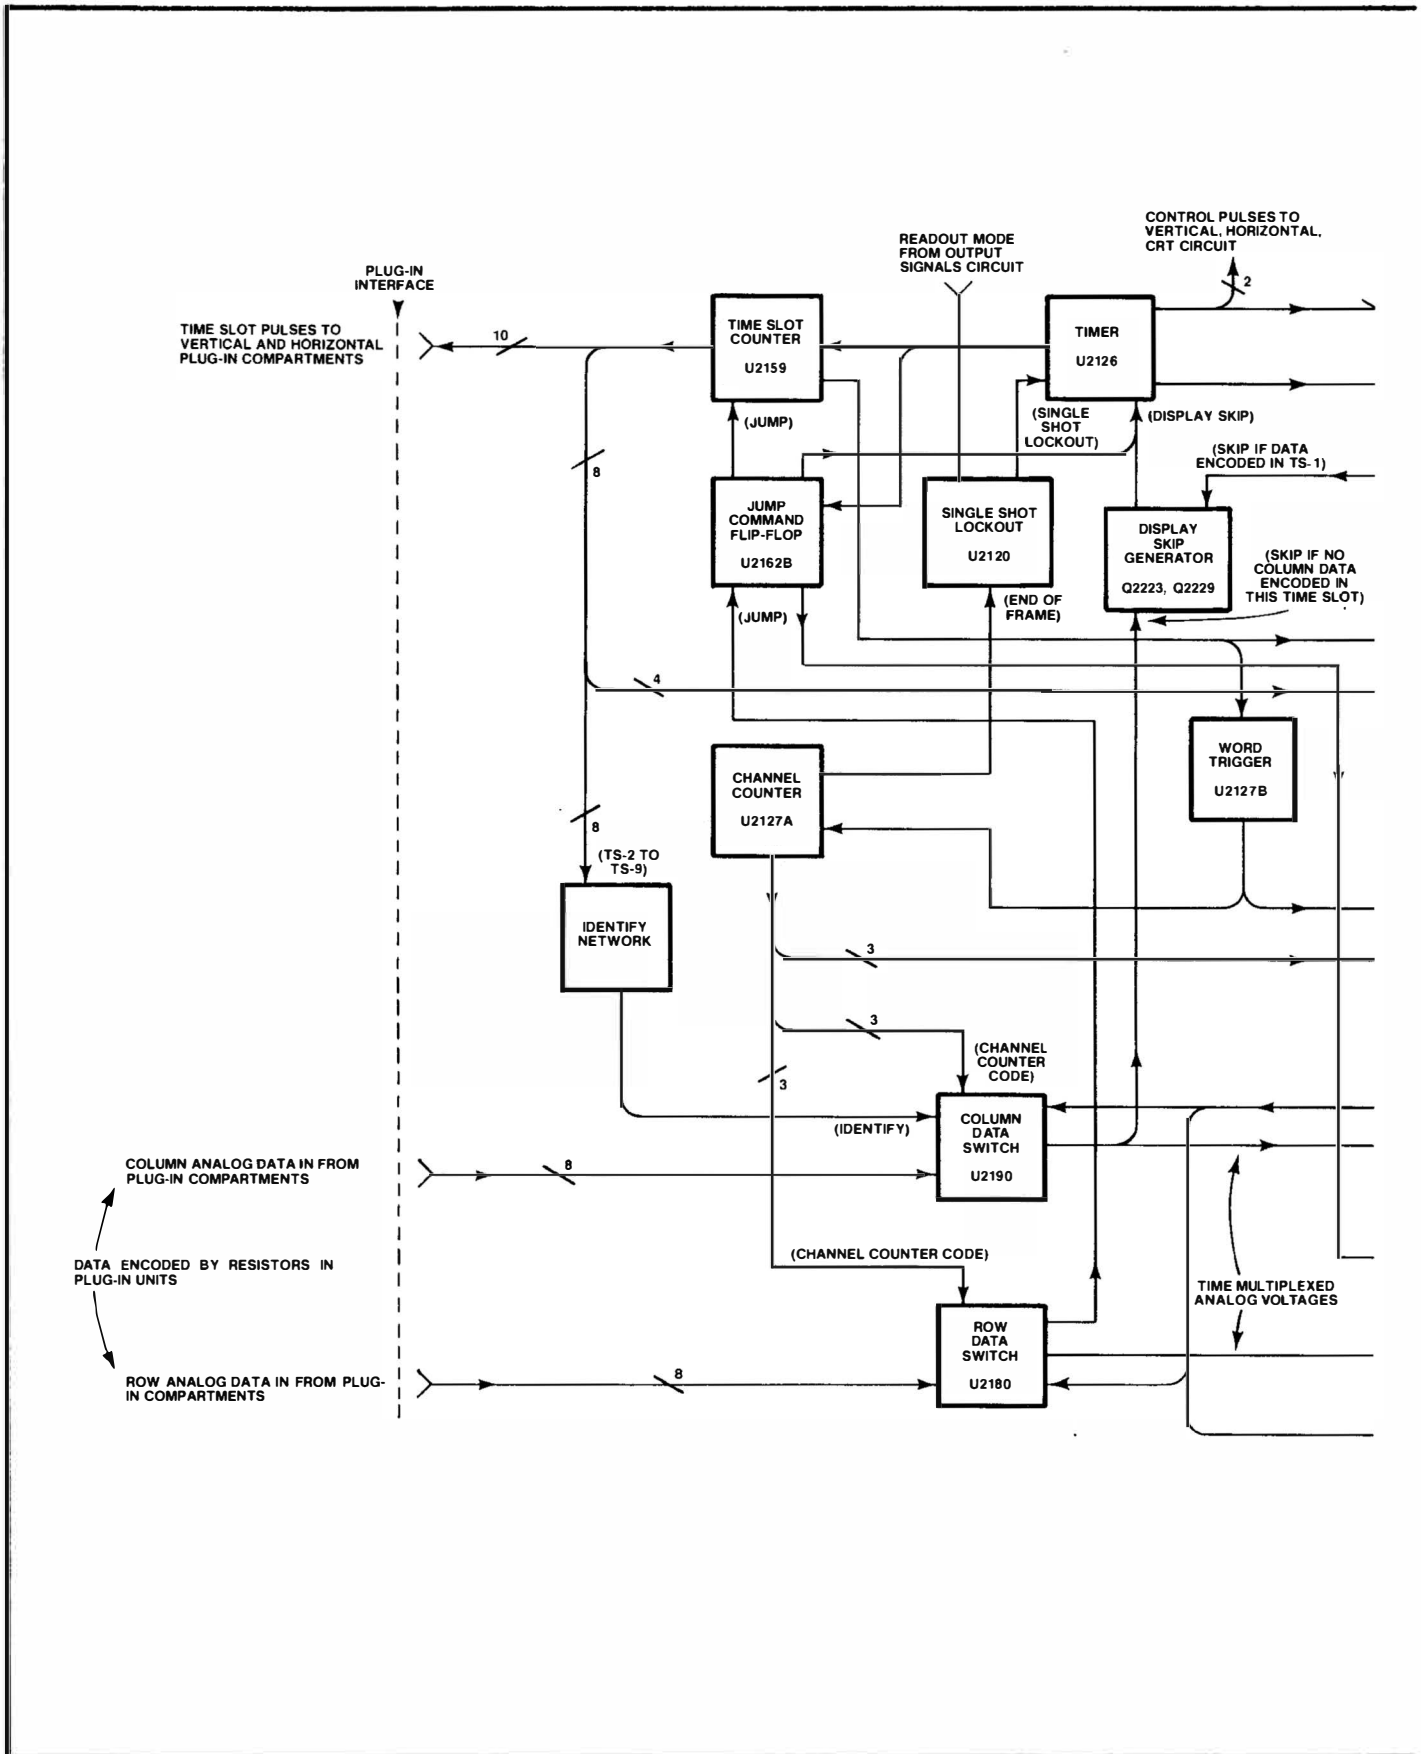 CONTROL PULSES TO
VERTICAL, HORIZONTAL,
CRT CIRCUIT
2
READOUT MODE
FROM OUTPUT
SIGNALS CIRCUIT
PLUG-IN
INTERFACE
TIME SLOT PULSES TO
VERTICAL AND HORIZONTAL
PLUG-IN COMPARTMENTS
10
TIME SLOT
COUNTER
U2159
TIMER
U2126
(JUMP)
(SINGLE
SHOT
LOCKOUT)
(DISPLAY SKIP)
(SKIP IF DATA
ENCODED IN TS-1)
8
JUMP
COMMAND
FLIP-FLOP
U2162B
SINGLE SHOT
LOCKOUT
U2120
DISPLAY
SKIP
GENERATOR
Q2223, Q2229
(SKIP IF NO
COLUMN DATA
ENCODED IN
THIS TIME SLOT)
(JUMP)
(END OF
FRAME)
4
CHANNEL
COUNTER
U2127A
WORD
TRIGGER
U2127B
8
(TS-2 TO
TS-9)
IDENTIFY
NETWORK
3
3
3
(CHANNEL
COUNTER
CODE)
(IDENTIFY)
COLUMN
DATA
SWITCH
U2190
COLUMN ANALOG DATA IN FROM
PLUG-IN COMPARTMENTS
8
DATA ENCODED BY RESISTORS IN
PLUG-IN UNITS
(CHANNEL COUNTER CODE)
TIME MULTIPLEXED
ANALOG VOLTAGES
ROW
DATA
SWITCH
U2180
ROW ANALOG DATA IN FROM PLUG-
IN COMPARTMENTS
8